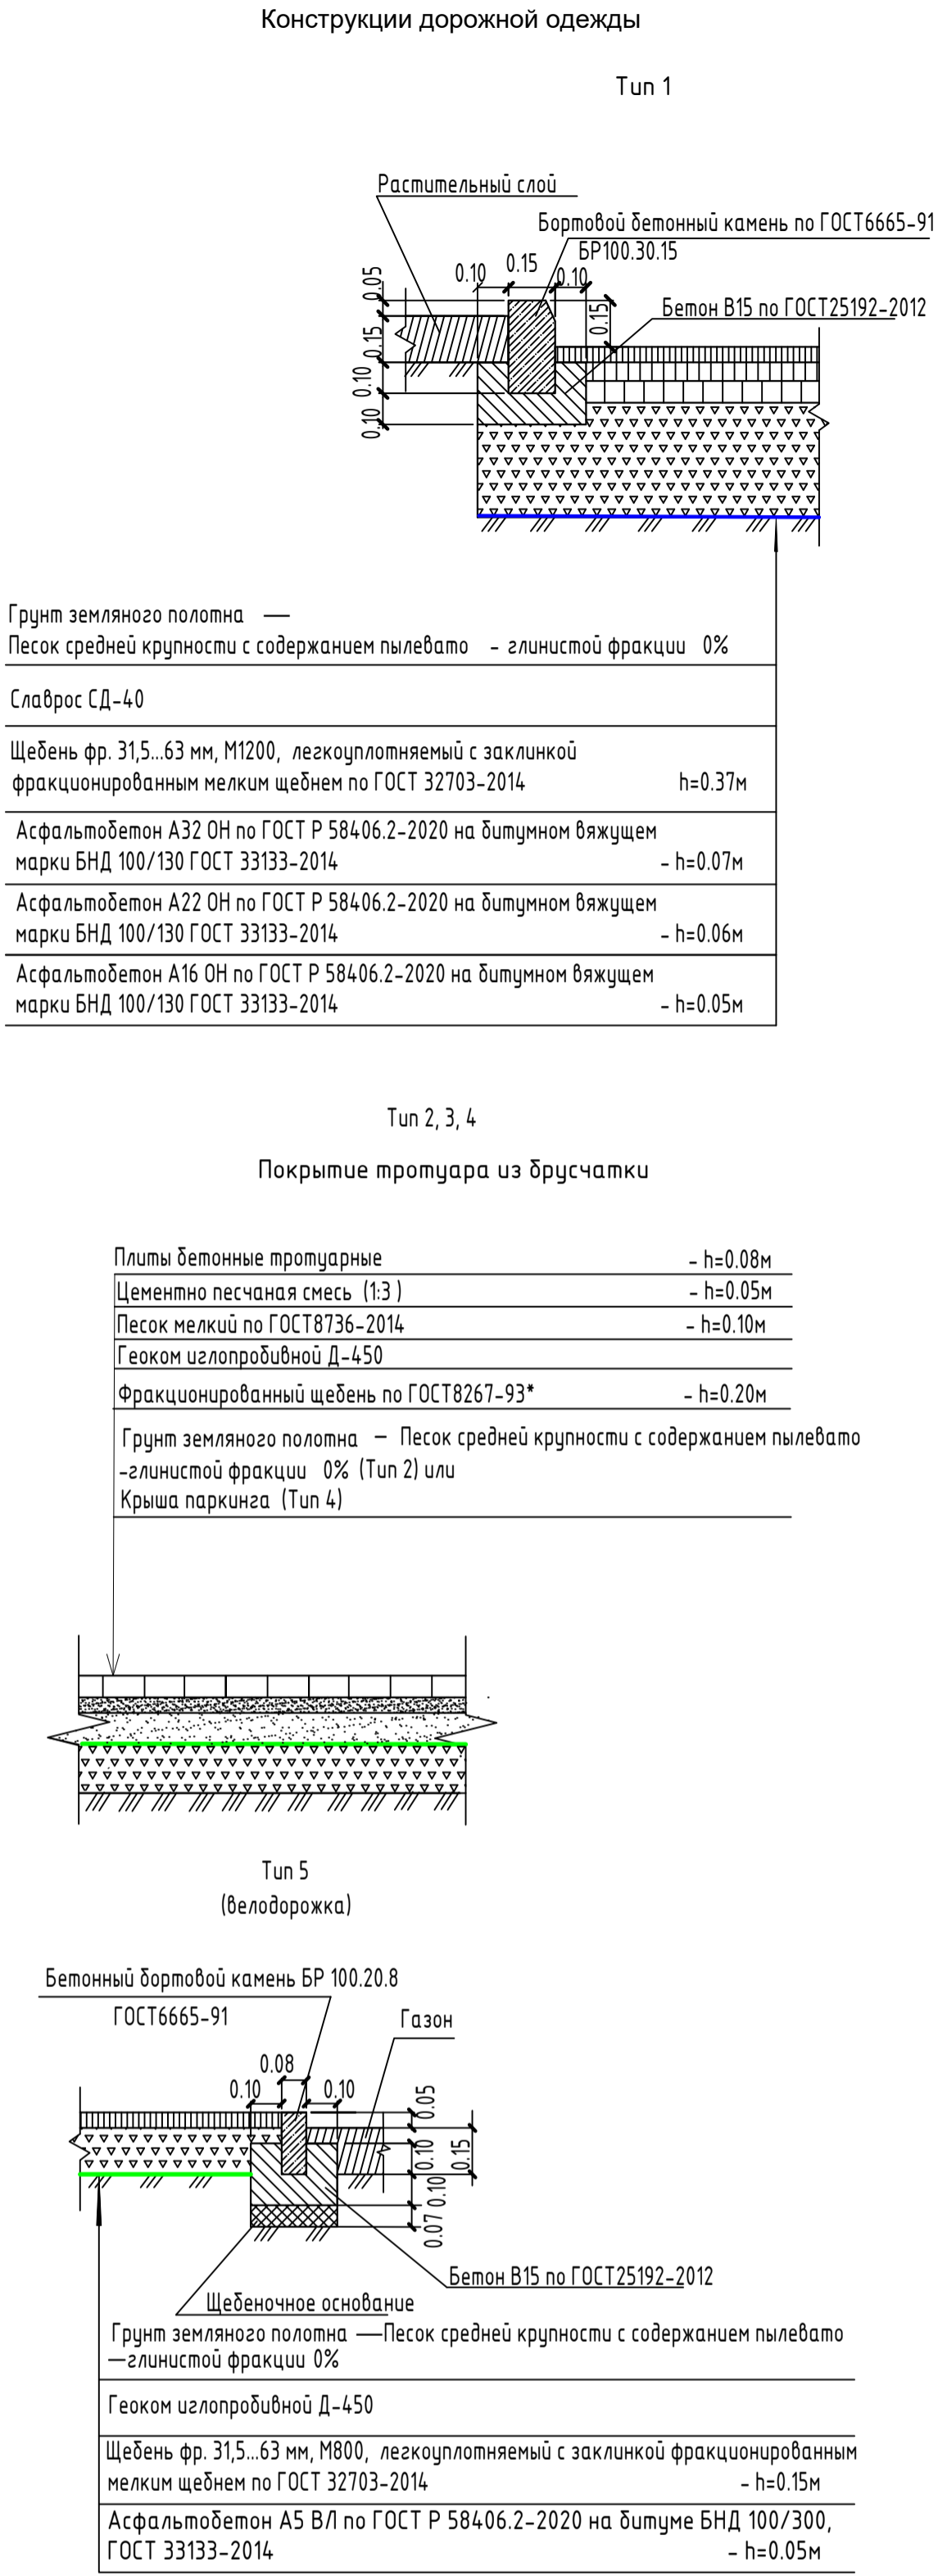 Конструкции дорожной одежды
Тип 1
Растительный слой
Бортовой бетонный камень по ГОСТ6665-91
БР100.30.15
0.10
0.15
0.10
0.05
0.15
0.10
0.10
0.15
Бетон В15 по ГОСТ25192-2012
Грунт земляного полотна —
Песок средней крупности с содержанием пылевато - глинистой фракции 0%
Славрос СД-40
Щебень фр. 31,5...63 мм, М1200, легкоуплотняемый с заклинкой
фракционированным мелким щебнем по ГОСТ 32703-2014 h=0.37м
Асфальтобетон А32 ОН по ГОСТ Р 58406.2-2020 на битумном вяжущем
марки БНД 100/130 ГОСТ 33133-2014 - h=0.07м
Асфальтобетон А22 ОН по ГОСТ Р 58406.2-2020 на битумном вяжущем
марки БНД 100/130 ГОСТ 33133-2014 - h=0.06м
Асфальтобетон А16 ОН по ГОСТ Р 58406.2-2020 на битумном вяжущем
марки БНД 100/130 ГОСТ 33133-2014 - h=0.05м
Тип 2, 3, 4
Покрытие тротуара из брусчатки
Плиты бетонные тротуарные - h=0.08м
Цементно песчаная смесь (1:3 ) - h=0.05м
Песок мелкий по ГОСТ8736-2014 - h=0.10м
Геоком иглопробивной Д-450
Фракционированный щебень по ГОСТ8267-93* - h=0.20м
Грунт земляного полотна — Песок средней крупности с содержанием пылевато
-глинистой фракции 0% (Тип 2) или
Крыша паркинга (Тип 4)
Тип 5
(велодорожка)
Бетонный бортовой камень БР 100.20.8
ГОСТ6665-91
Газон
0.08
0.10
0.10
0.05
0.10
0.15
0.10
0.07
Бетон В15 по ГОСТ25192-2012
Щебеночное основание
Грунт земляного полотна —Песок средней крупности с содержанием пылевато
—глинистой фракции 0%
Геоком иглопробивной Д-450
Щебень фр. 31,5...63 мм, М800, легкоуплотняемый с заклинкой фракционированным
мелким щебнем по ГОСТ 32703-2014 - h=0.15м
Асфальтобетон А5 ВЛ по ГОСТ Р 58406.2-2020 на битуме БНД 100/300,
ГОСТ 33133-2014 - h=0.05м